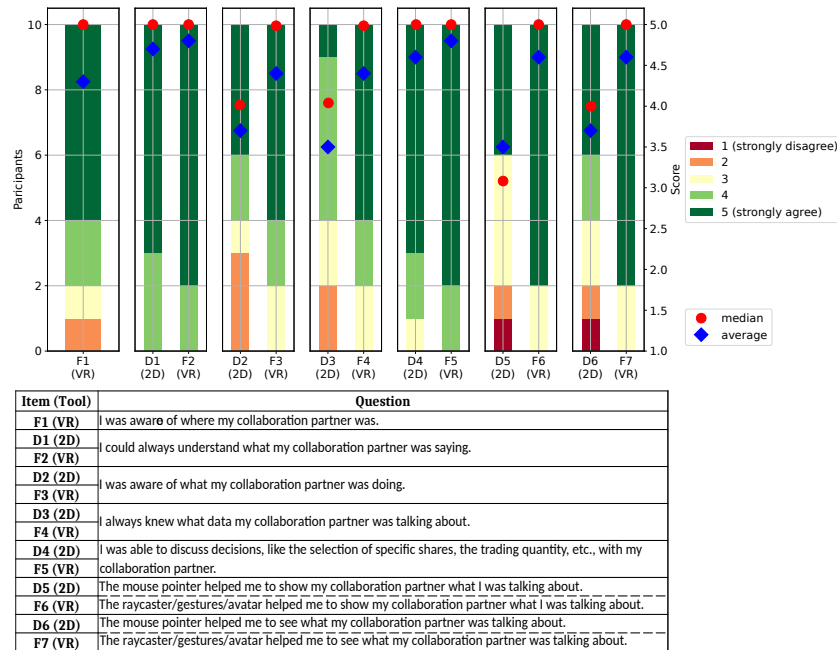 10
8
6
4
2
0
Paricipants
5.0
4.5
4.0
3.5
3.0
2.5
2.0
1.5
1.0
Score
F1
(VR)
D1
(2D)
F2
(VR)
D2
(2D)
F3
(VR)
D3
(2D)
F4
(VR)
D4
(2D)
F5
(VR)
D5
(2D)
F6
(VR)
D6
(2D)
F7
(VR)
1 (strongly disagree)
2
3
4
5 (strongly agree)
median
average
Item (Tool) Question
F1 (VR) I was aware of where my collaboration partner was.
D1 (2D)
I could always understand what my collaboration partner was saying.
F2 (VR)
D2 (2D)
I was aware of what my collaboration partner was doing.
F3 (VR)
D3 (2D)
I always knew what data my collaboration partner was talking about.
F4 (VR)
D4 (2D) I was able to discuss decisions, like the selection of specific shares, the trading quantity, etc., with my
F5 (VR) collaboration partner.
D5 (2D) The mouse pointer helped me to show my collaboration partner what I was talking about.
F6 (VR) The raycaster/gestures/avatar helped me to show my collaboration partner what I was talking about.
D6 (2D) The mouse pointer helped me to see what my collaboration partner was talking about.
F7 (VR) The raycaster/gestures/avatar helped me to see what my collaboration partner was talking about.